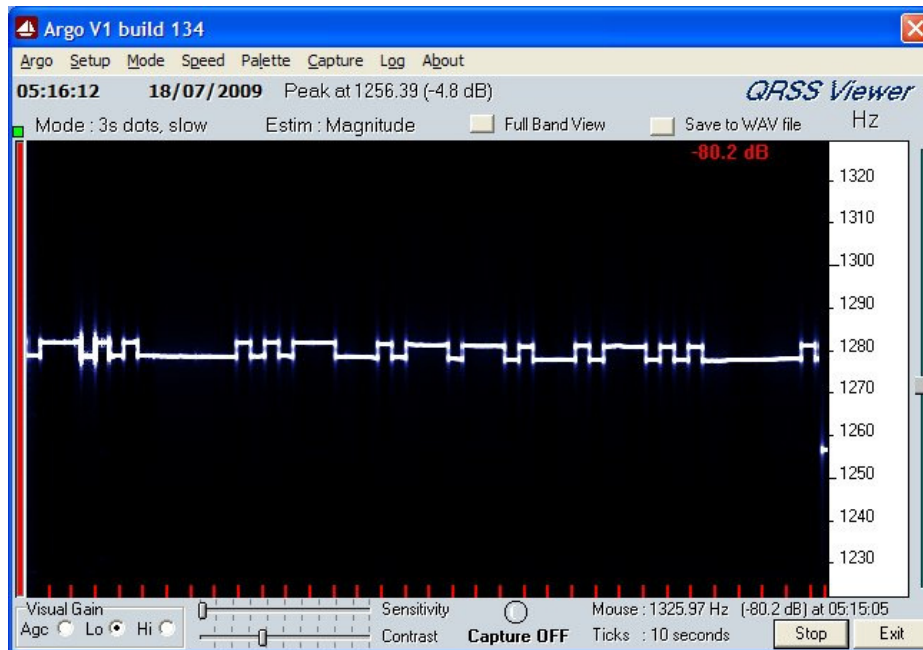 Argo V1 build 134
Argo Setup Mode Speed Palette Capture Log About
05:16:12 18/07/2009 Peak at 1256.39 (-4.8 dB) QRSS Viewer
Mode : 3s dots, slow Estim : Magnitude Full Band View Save to WAV file Hz
-80.2 dB
1320
1310
1300
1290
1280
1270
1260
1250
1240
1230
Visual Gain Sensitivity Mouse : 1325.97 Hz (-80.2 dB) at 05:15:05
Agc Lo Hi Contrast Capture OFF Ticks : 10 seconds Stop Exit